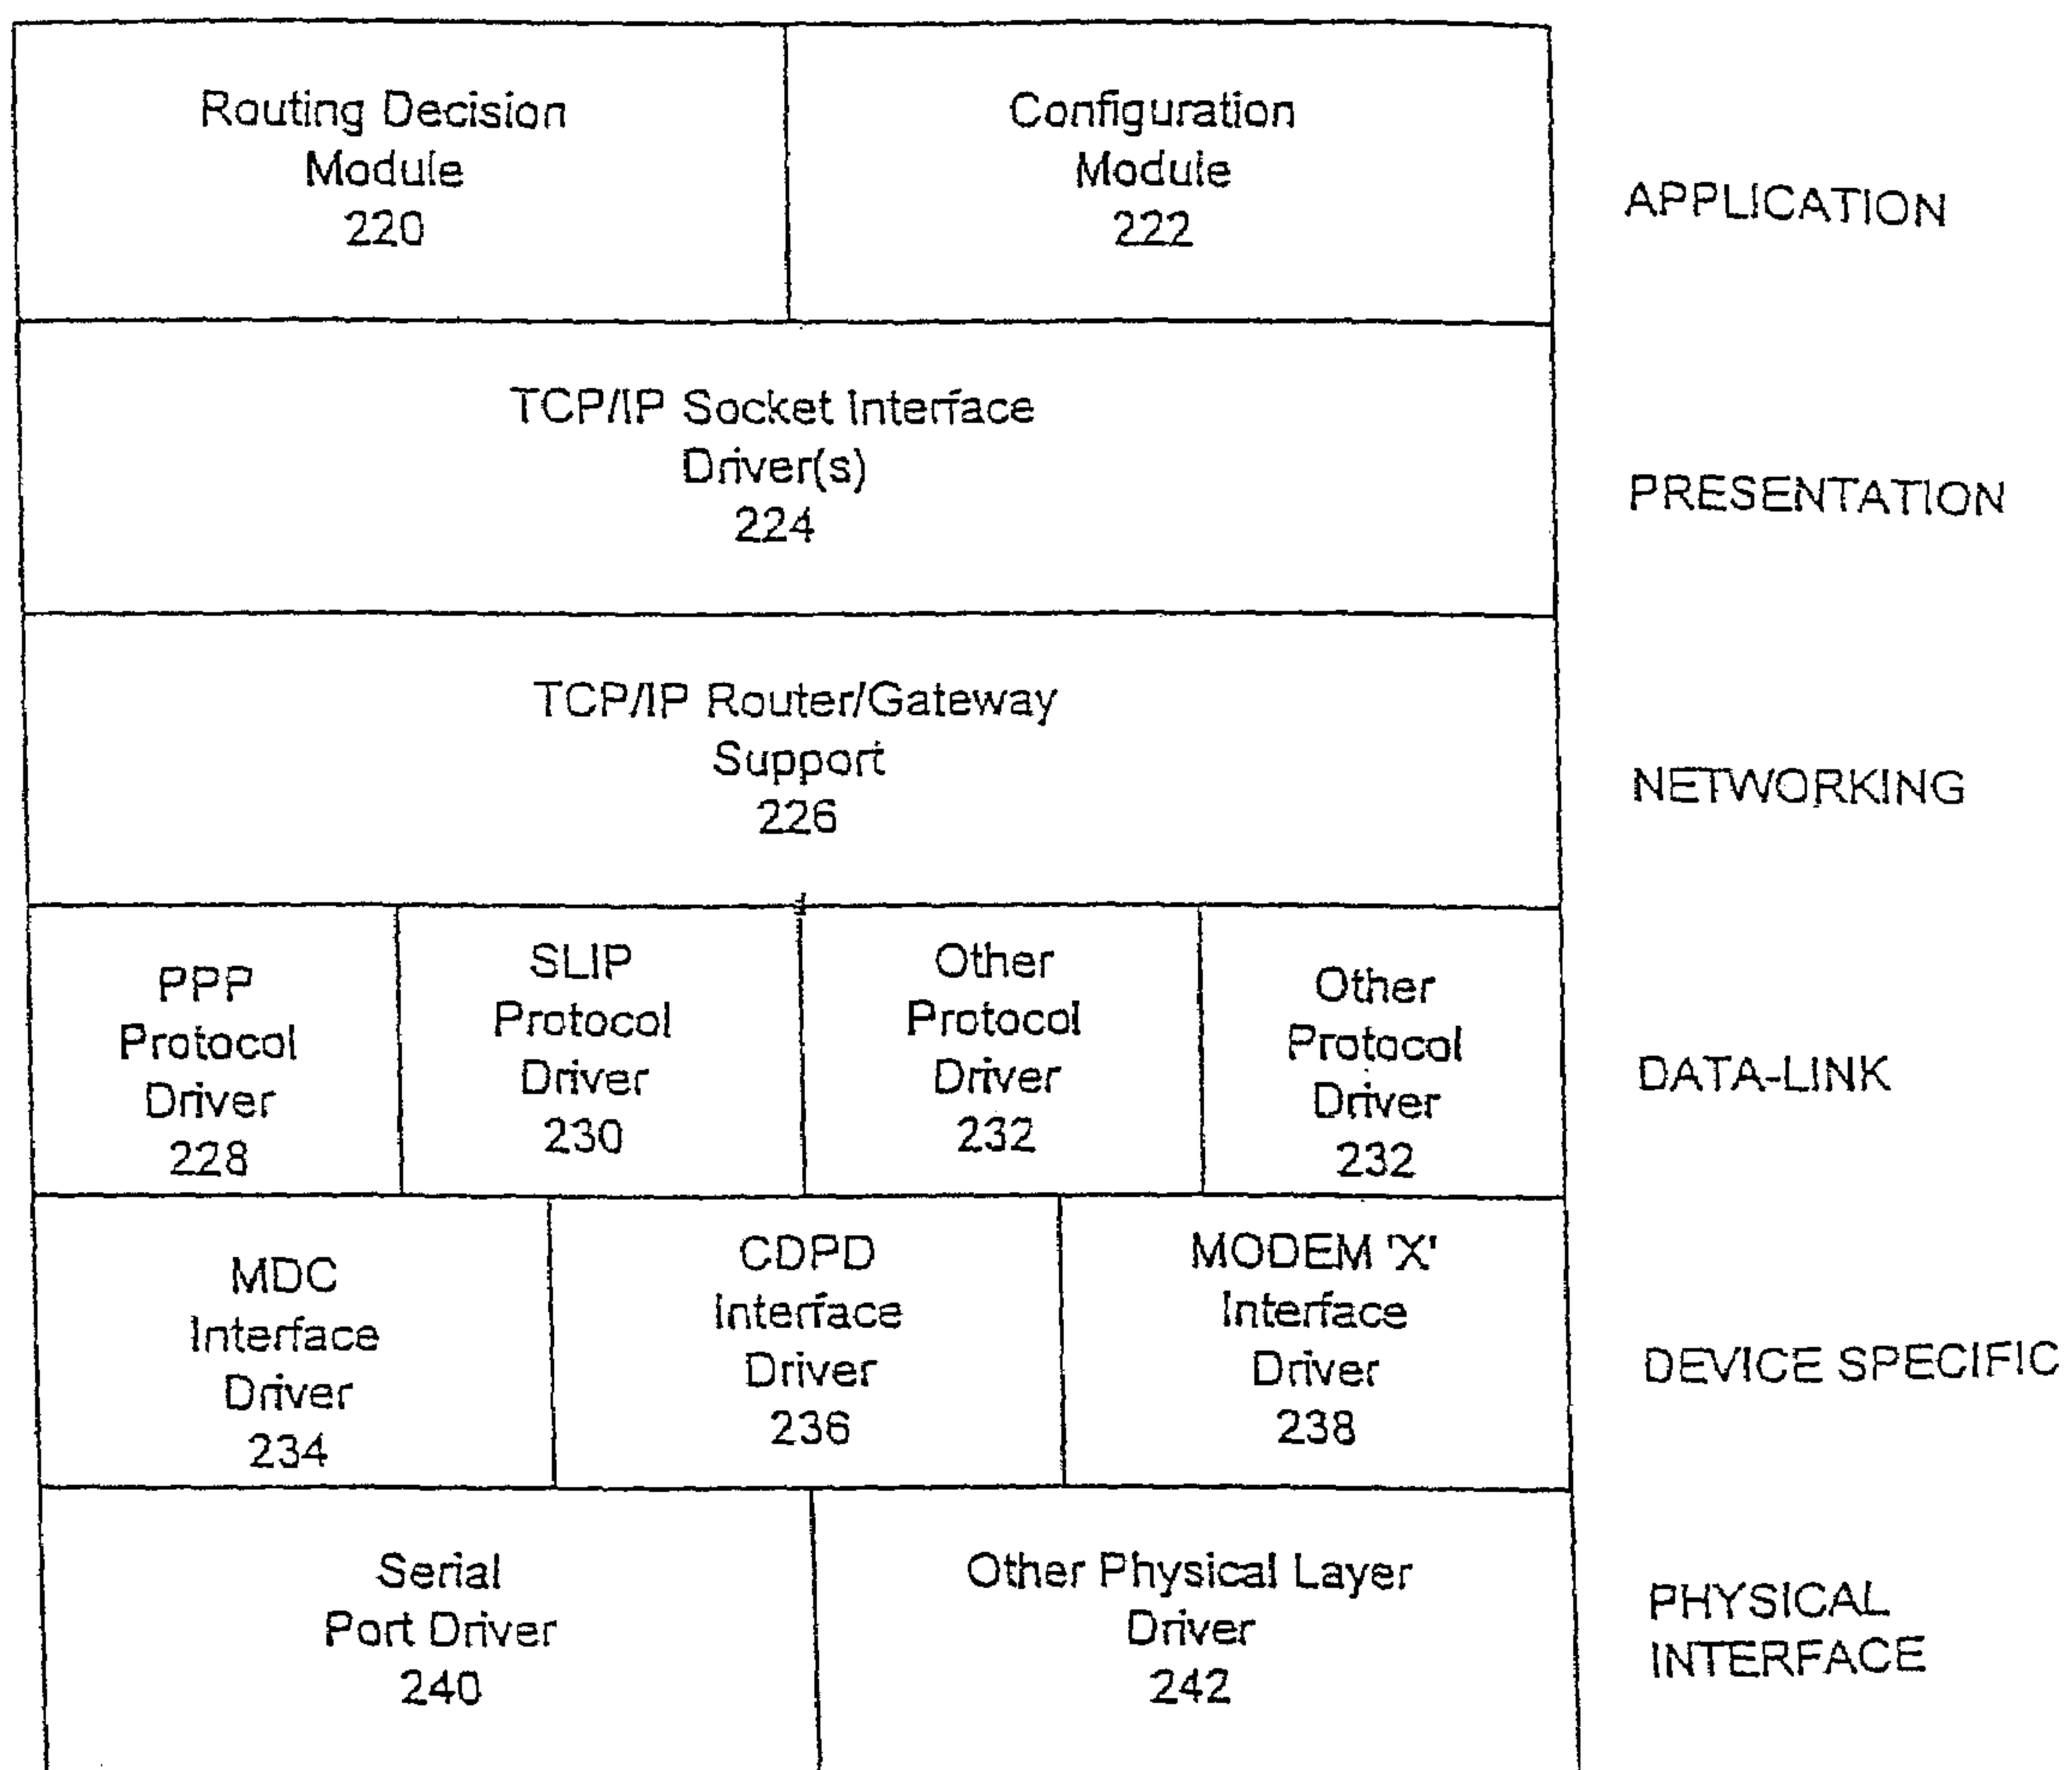 Routing Decision
Module
220
Configuration
Module
222
APPLICATION
TCP/IP Socket Interface
Driver(s)
224
PRESENTATION
TCP/IP Router/Gateway
Support
226
NETWORKING
PPP
Protocol
Driver
228
SLIP
Protocol
Driver
230
Other
Protocol
Driver
232
Other
Protocol
Driver
232
DATA-LINK
MDC
Interface
Driver
234
CDPD
Interface
Driver
236
MODEM 'X'
Interface
Driver
238
DEVICE SPECIFIC
Serial
Port Driver
240
Other Physical Layer
Driver
242
PHYSICAL
INTERFACE